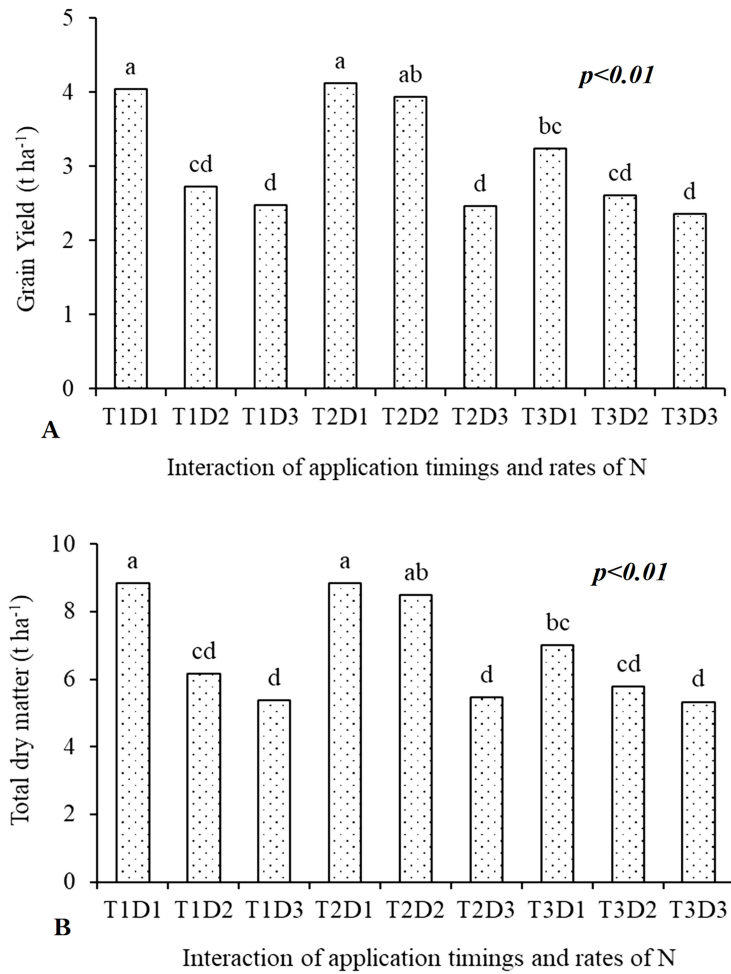 5
a
a
ab
p<0.01
4
bc
cd
cd
3
d
d
d
2
1
0
Grain Yield (t ha⁻¹)
T1D1 T1D2 T1D3 T2D1 T2D2 T2D3 T3D1 T3D2 T3D3
A
Interaction of application timings and rates of N
10
a
a
ab
p<0.01
8
bc
cd
cd
6
d
d
d
4
2
0
Total dry matter (t ha⁻¹)
T1D1 T1D2 T1D3 T2D1 T2D2 T2D3 T3D1 T3D2 T3D3
B
Interaction of application timings and rates of N